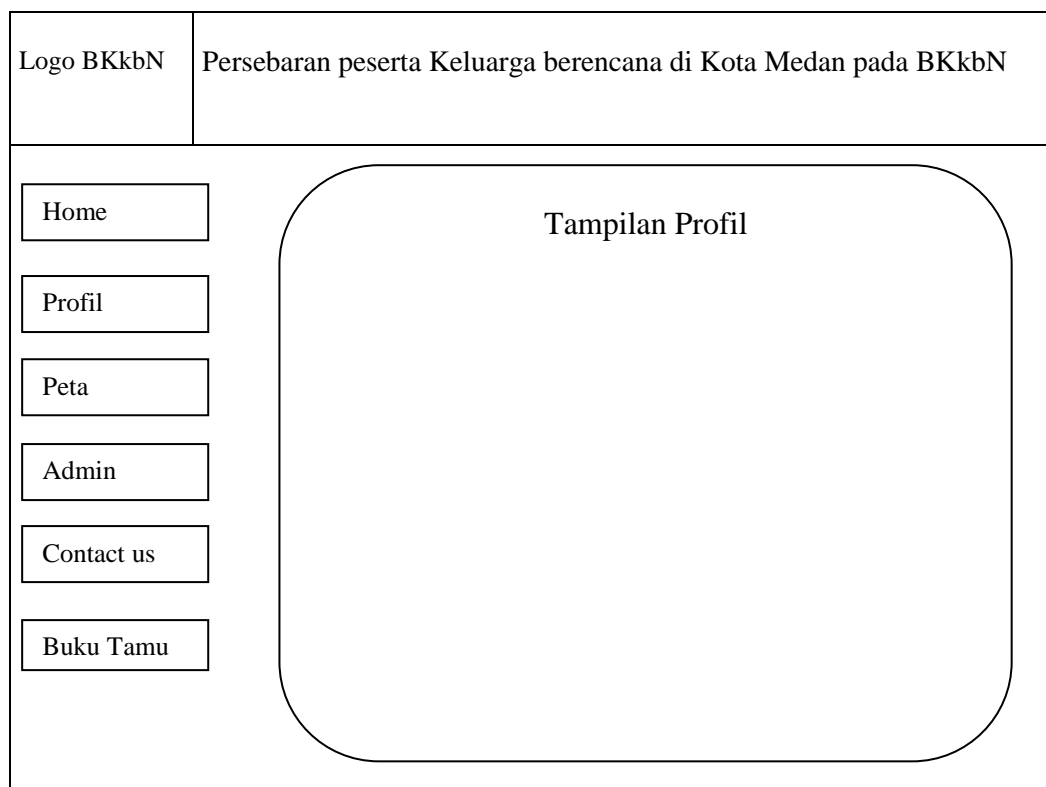 Logo BKkbN
Persebaran peserta Keluarga berencana di Kota Medan pada BKkbN
Home
Profil
Peta
Admin
Contact us
Buku Tamu
Tampilan Profil